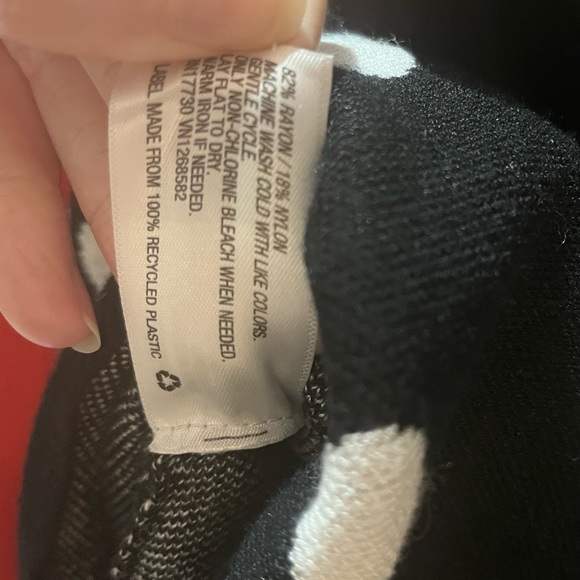 82% RAYON / 18% NYLON
MACHINE WASH COLD WITH LIKE COLORS.
GENTLE CYCLE.
ONLY NON-CHLORINE BLEACH WHEN NEEDED.
LAY FLAT TO DRY.
WARM IRON IF NEEDED.
17730 VN1268582
LABEL MADE FROM 100% RECYCLED PLASTIC